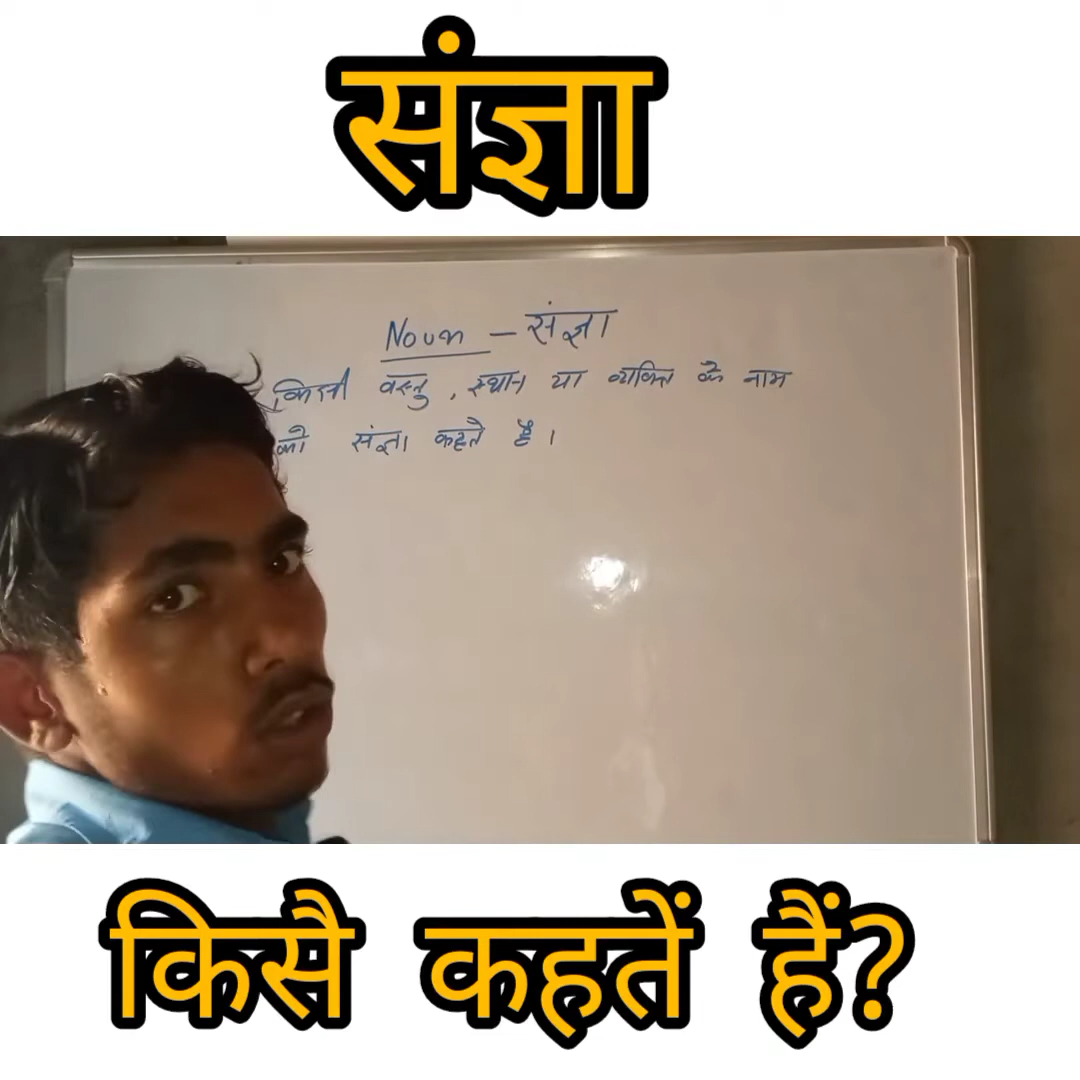 संज्ञा
Noun - संज्ञा
किसी वस्तु, स्थान या व्यक्ति के नाम
को संज्ञा कहते है।
किसै कहतें हैं?